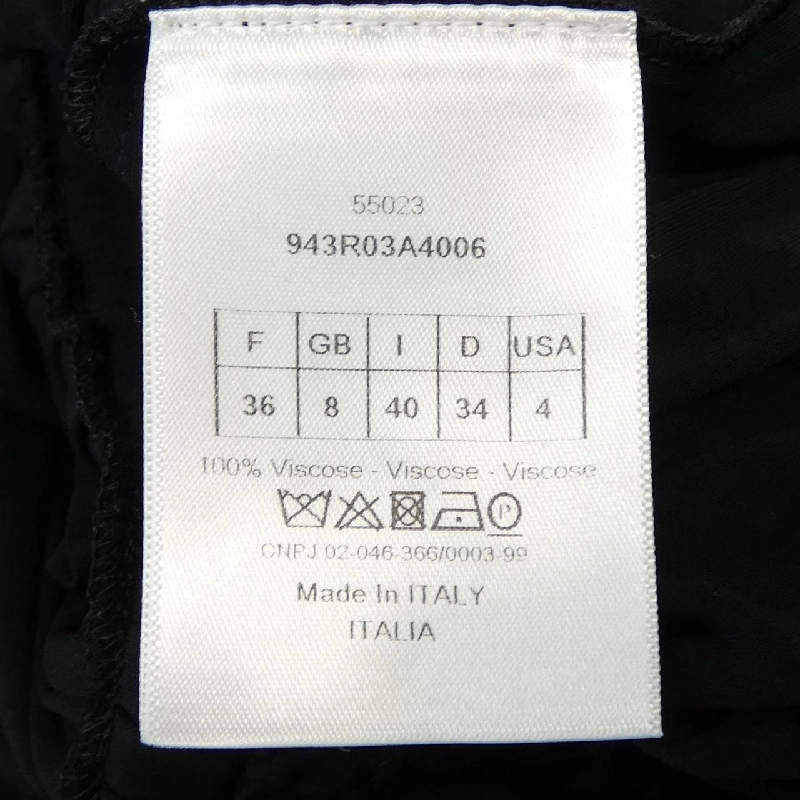 55023
943R03A4006
F GB I D USA
36 8 40 34 4
100% Viscose - Viscose - Viscose
P
CNPJ 02-046-366/0003-99
Made In ITALY
ITALIA